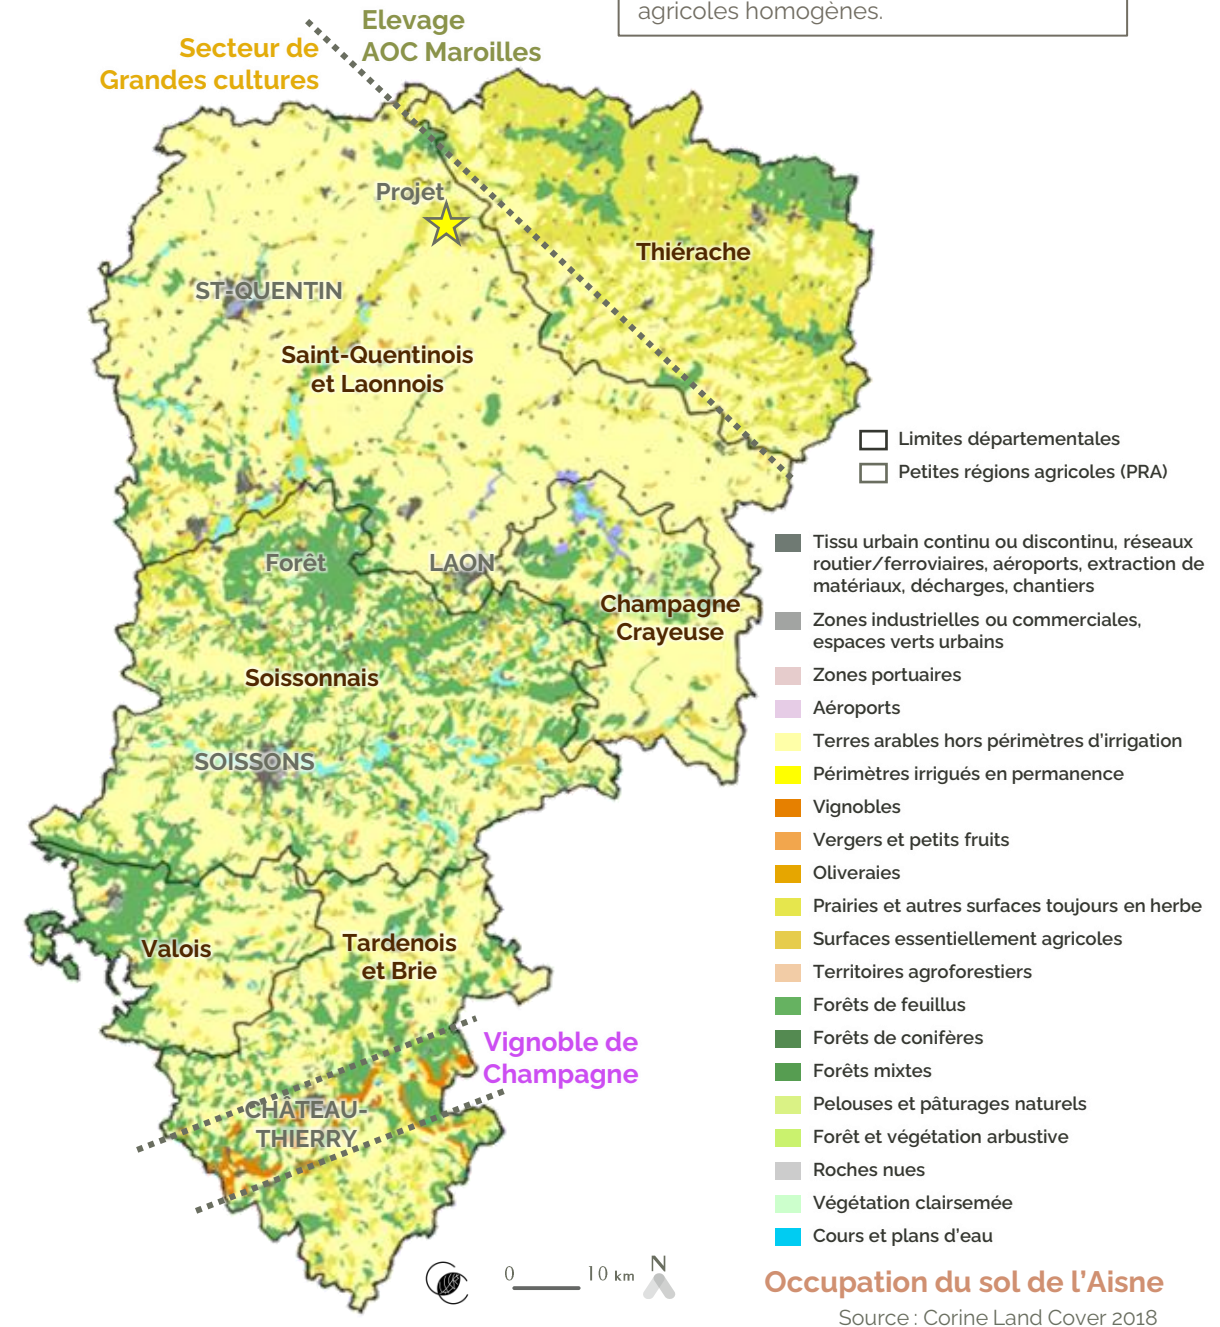 agricoles homogènes.
Elevage
AOC Maroilles
Secteur de
Grandes cultures
Projet
Thiérache
ST-QUENTIN
Saint-Quentinois
et Laonnois
Limites départementales
Petites régions agricoles (PRA)
Forêt
LAON
Champagne
Crayeuse
Soissonnais
SOISSONS
Valois
Tardenois
et Brie
Vignoble de
Champagne
CHÂTEAU-
THIERRY
Tissu urbain continu ou discontinu, réseaux
routier/ferroviaires, aéroports, extraction de
matériaux, décharges, chantiers
Zones industrielles ou commerciales,
espaces verts urbains
Zones portuaires
Aéroports
Terres arables hors périmètres d'irrigation
Périmètres irrigués en permanence
Vignobles
Vergers et petits fruits
Oliveraies
Prairies et autres surfaces toujours en herbe
Surfaces essentiellement agricoles
Territoires agroforestiers
Forêts de feuillus
Forêts de conifères
Forêts mixtes
Pelouses et pâturages naturels
Forêt et végétation arbustive
Roches nues
Végétation clairsemée
Cours et plans d'eau
0 10 km
N
Occupation du sol de l'Aisne
Source : Corine Land Cover 2018